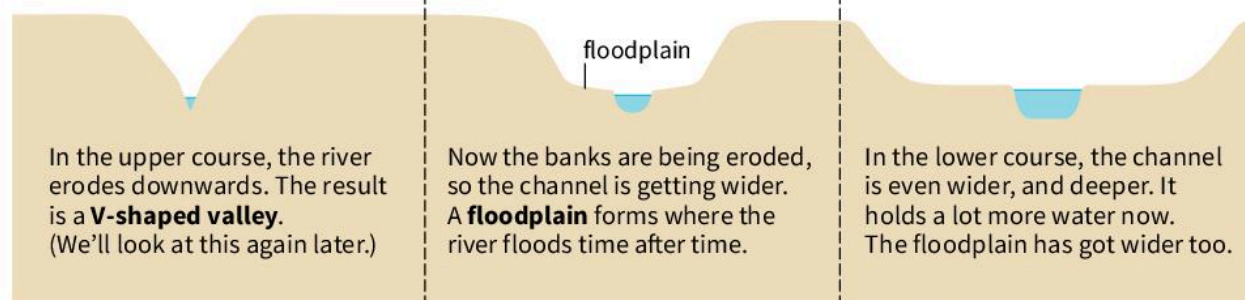 floodplain
In the upper course, the river
erodes downwards. The result
is a V-shaped valley.
(We’ll look at this again later.)
Now the banks are being eroded,
so the channel is getting wider.
A floodplain forms where the
river floods time after time.
In the lower course, the channel
is even wider, and deeper. It
holds a lot more water now.
The floodplain has got wider too.